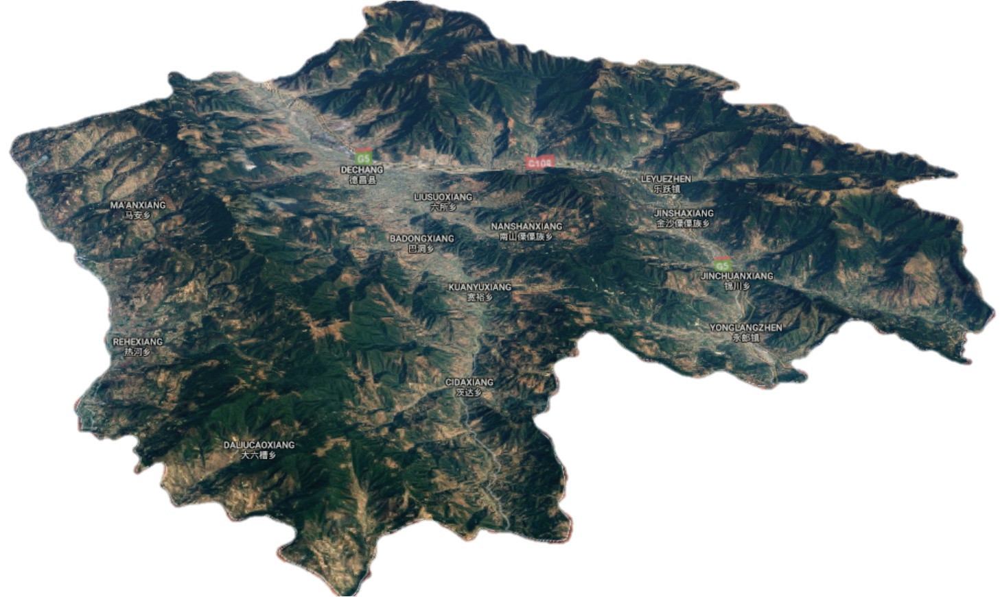 G5
DECHANG
德昌县
G108
LEYUEZHEN
乐跃镇
LIUSUOXIANG
六所乡
MA'ANXIANG
马安乡
JINSHAXIANG
金沙傈僳族乡
NANSHANXIANG
南山傈僳族乡
BADONGXIANG
巴洞乡
G5
JINCHUANXIANG
锦川乡
KUANYUXIANG
宽裕乡
YONGLANGZHEN
永郎镇
REHEXIANG
热河乡
CIDAXIANG
茨达乡
DALIUCAOXIANG
大六槽乡